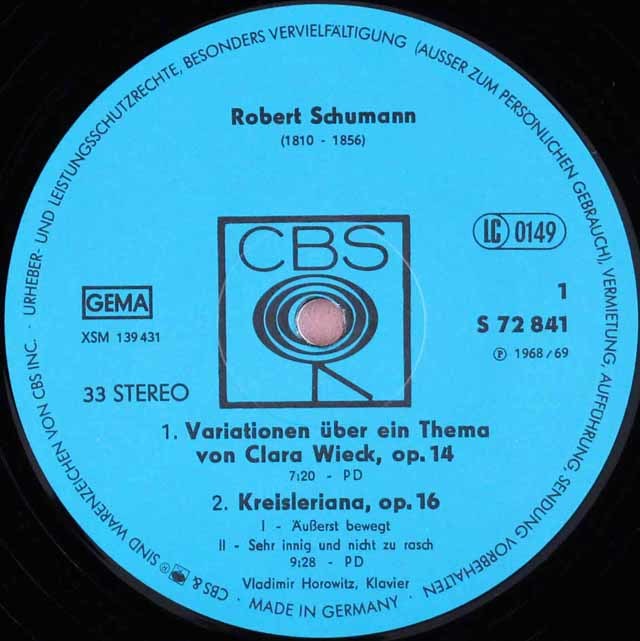 URHEBER- UND LEISTUNGSSCHUTZRECHTE, BESONDERS VERVIELFÄLTIGUNG (AUSSER ZUM PERSÖNLICHEN GEBRAUCH), VERMIETUNG, AUFFÜHRUNG, SENDUNG VORBEHALTEN
Robert Schumann
(1810 - 1856)
CBS
LC 0149
GEMA
1
XSM 139431
S 72 841
Ⓟ 1968/69
33 STEREO
1. Variationen über ein Thema
von Clara Wieck, op. 14
7:20 - PD
2. Kreisleriana, op. 16
I - Äußerst bewegt
II - Sehr innig und nicht zu rasch
9:28 - PD
Vladimir Horowitz, Klavier
CBS & ® SIND WARENZEICHEN VON CBS INC. ·
· MADE IN GERMANY ·